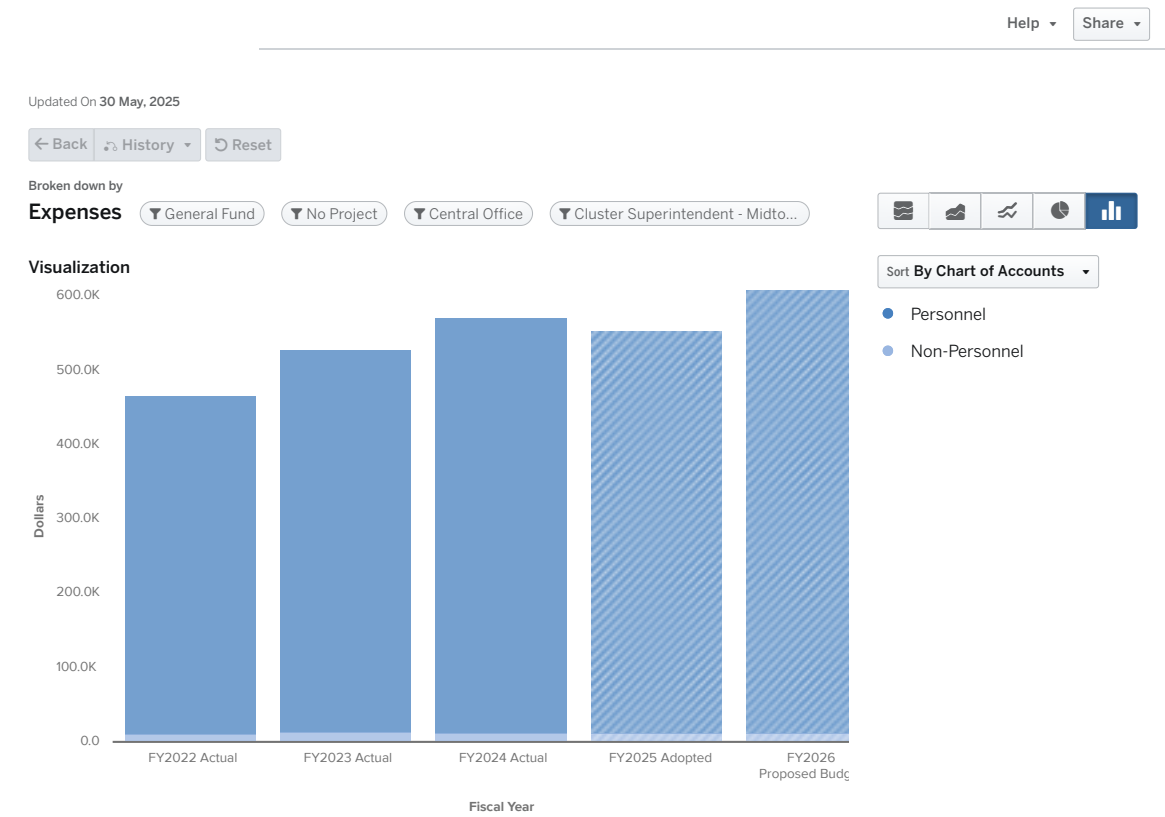 Help
Share
Updated On 30 May, 2025
Back
History
Reset
Broken down by
Expenses
General Fund
No Project
Central Office
Cluster Superintendent - Midto...
Visualization
Sort By Chart of Accounts
Personnel
Non-Personnel
600.0K
500.0K
400.0K
300.0K
200.0K
100.0K
0.0
Dollars
FY2022 Actual
FY2023 Actual
FY2024 Actual
FY2025 Adopted
FY2026
Proposed Budg
Fiscal Year